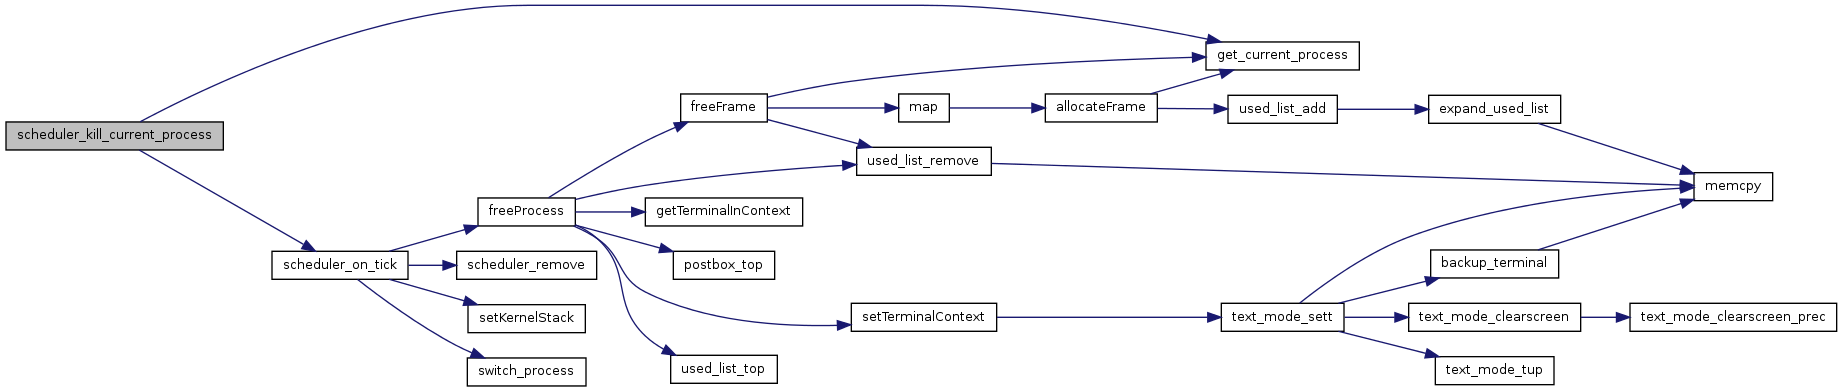 scheduler_kill_current_process
get_current_process
freeFrame
map
allocateFrame
used_list_add
expand_used_list
used_list_remove
memcpy
freeProcess
getTerminalInContext
scheduler_on_tick
scheduler_remove
postbox_top
backup_terminal
setKernelStack
setTerminalContext
text_mode_sett
text_mode_clearscreen
text_mode_clearscreen_prec
switch_process
used_list_top
text_mode_tup